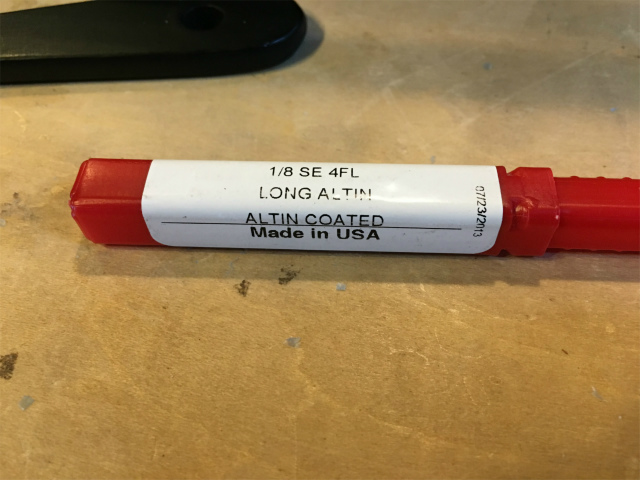 1/8 SE 4FL
LONG ALTIN
ALTIN COATED
Made in USA
07/23/2013